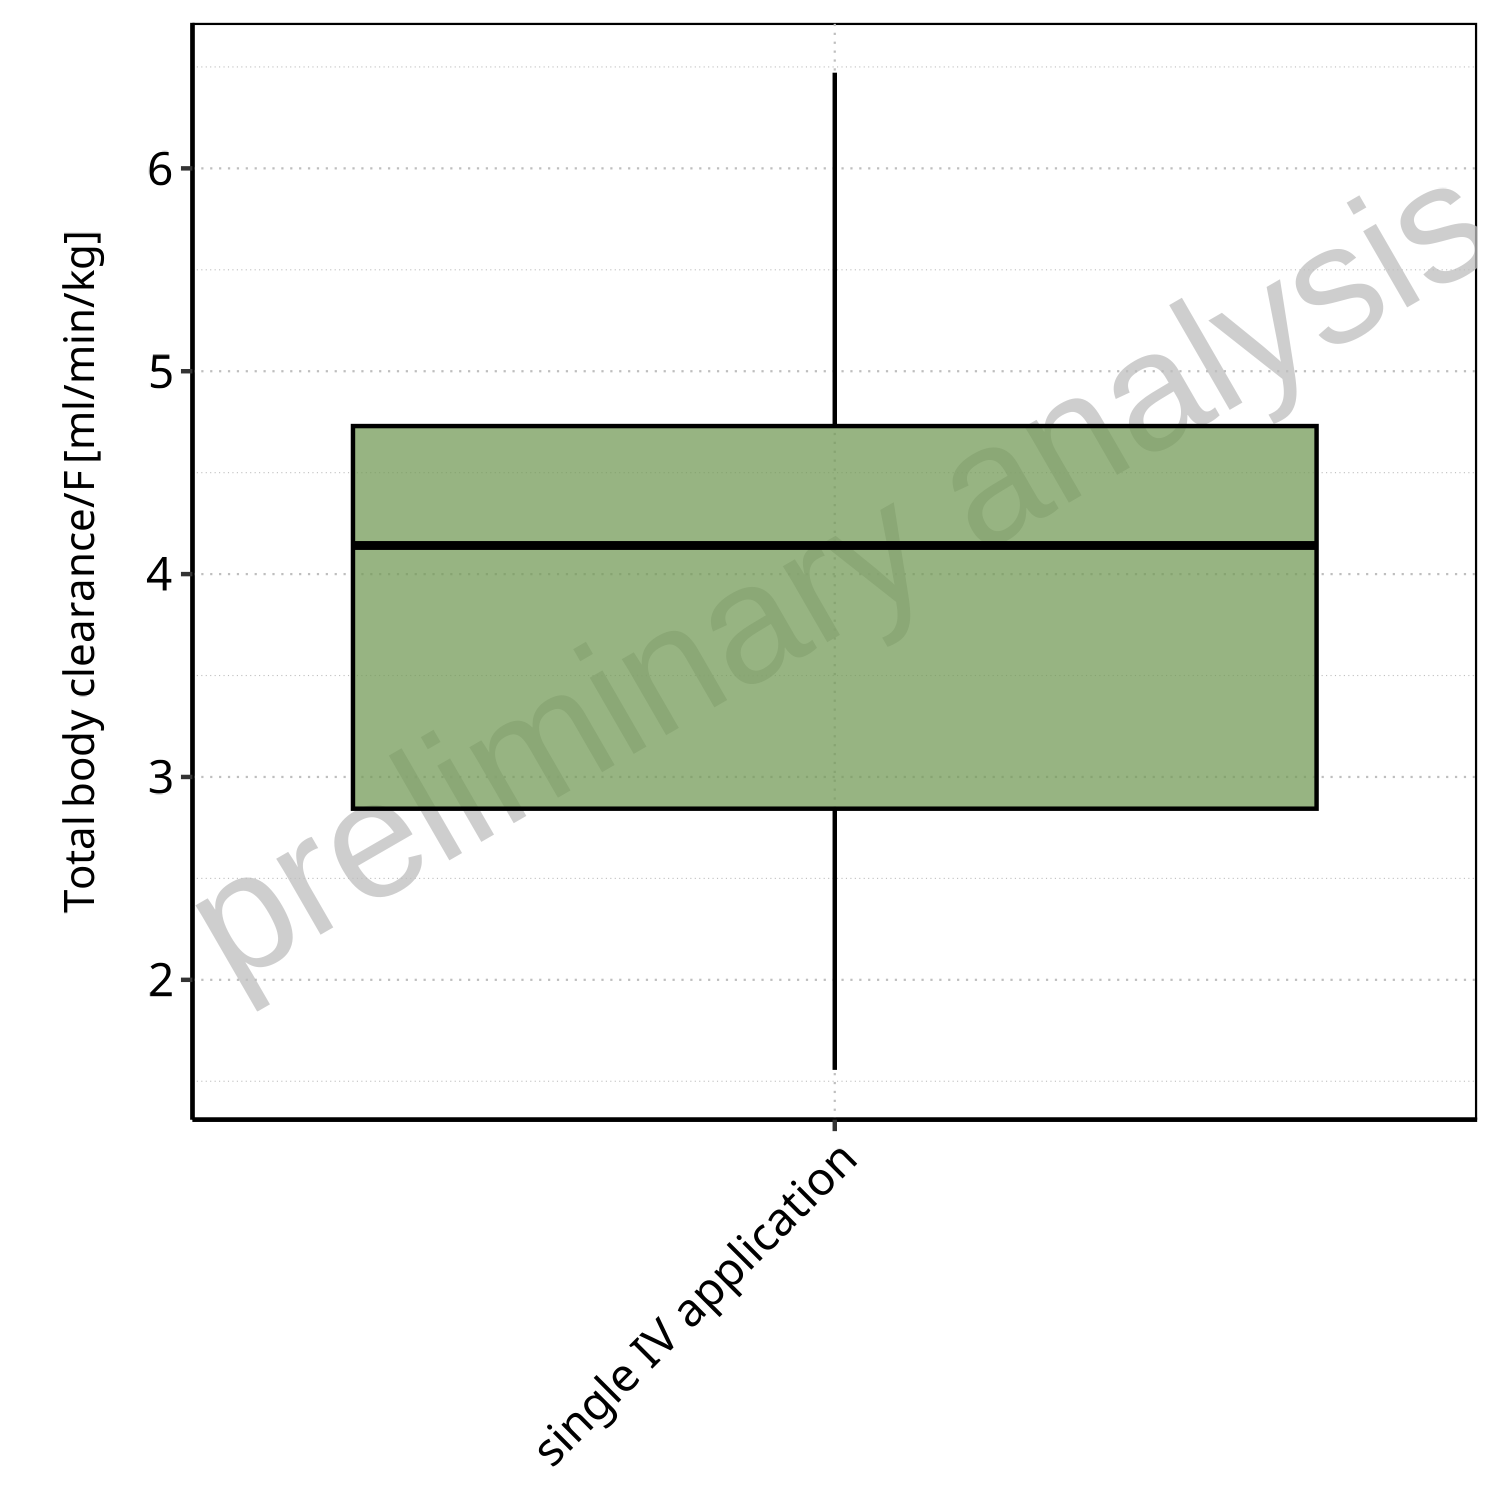 Total body clearance/F [ml/min/kg]
6
5
4
3
2
preliminary analysis
single IV application